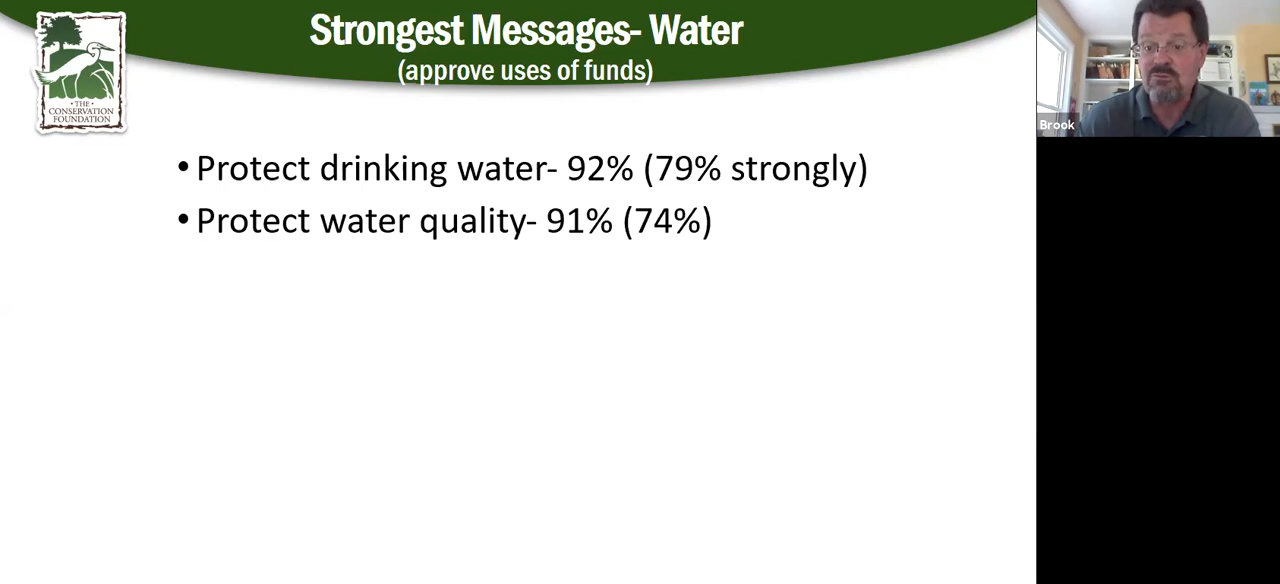 Strongest Messages- Water
(approve uses of funds)
• THE •
CONSERVATION
FOUNDATION
Brook
• Protect drinking water- 92% (79% strongly)
• Protect water quality- 91% (74%)